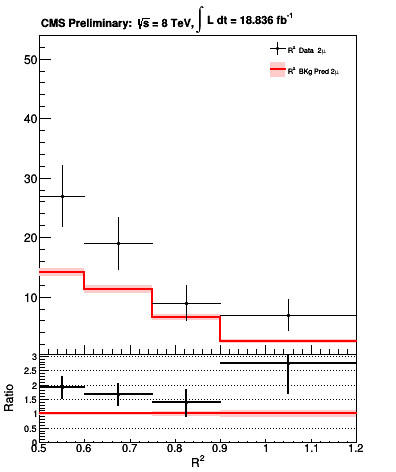 CMS Preliminary: √s = 8 TeV, ∫ L dt = 18.836 fb⁻¹
R² Data 2μ
R² BKg Pred 2μ
50
40
30
20
10
Ratio
3
2.5
2
1.5
1
0.5
0
0.5 0.6 0.7 0.8 0.9 1 1.1 1.2
R²